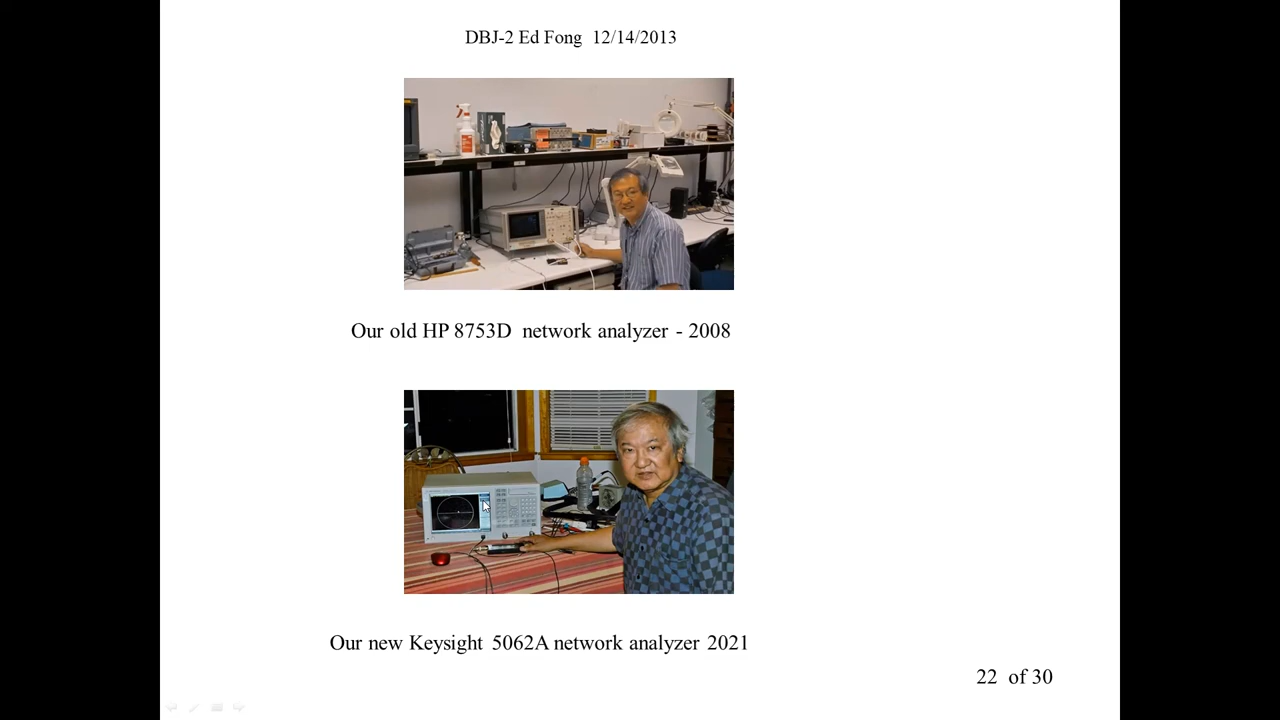 DBJ-2 Ed Fong 12/14/2013
Our old HP 8753D network analyzer - 2008
Our new Keysight 5062A network analyzer 2021
22 of 30